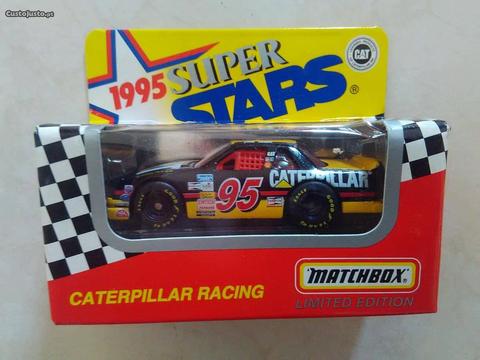 CustoJusto.pt
1995 SUPER
STARS®
CAT
CATERPILLAR
95
CATERPILLAR RACING
MATCHBOX®
LIMITED EDITION